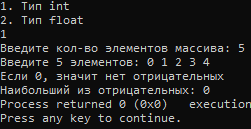 1. Тип int
2. Тип float
1
Введите кол-во элементов массива: 5
Введите 5 элементов: 0 1 2 3 4
Если 0, значит нет отрицательных
Наибольший из отрицательных: 0
Process returned 0 (0x0)   execution
Press any key to continue.